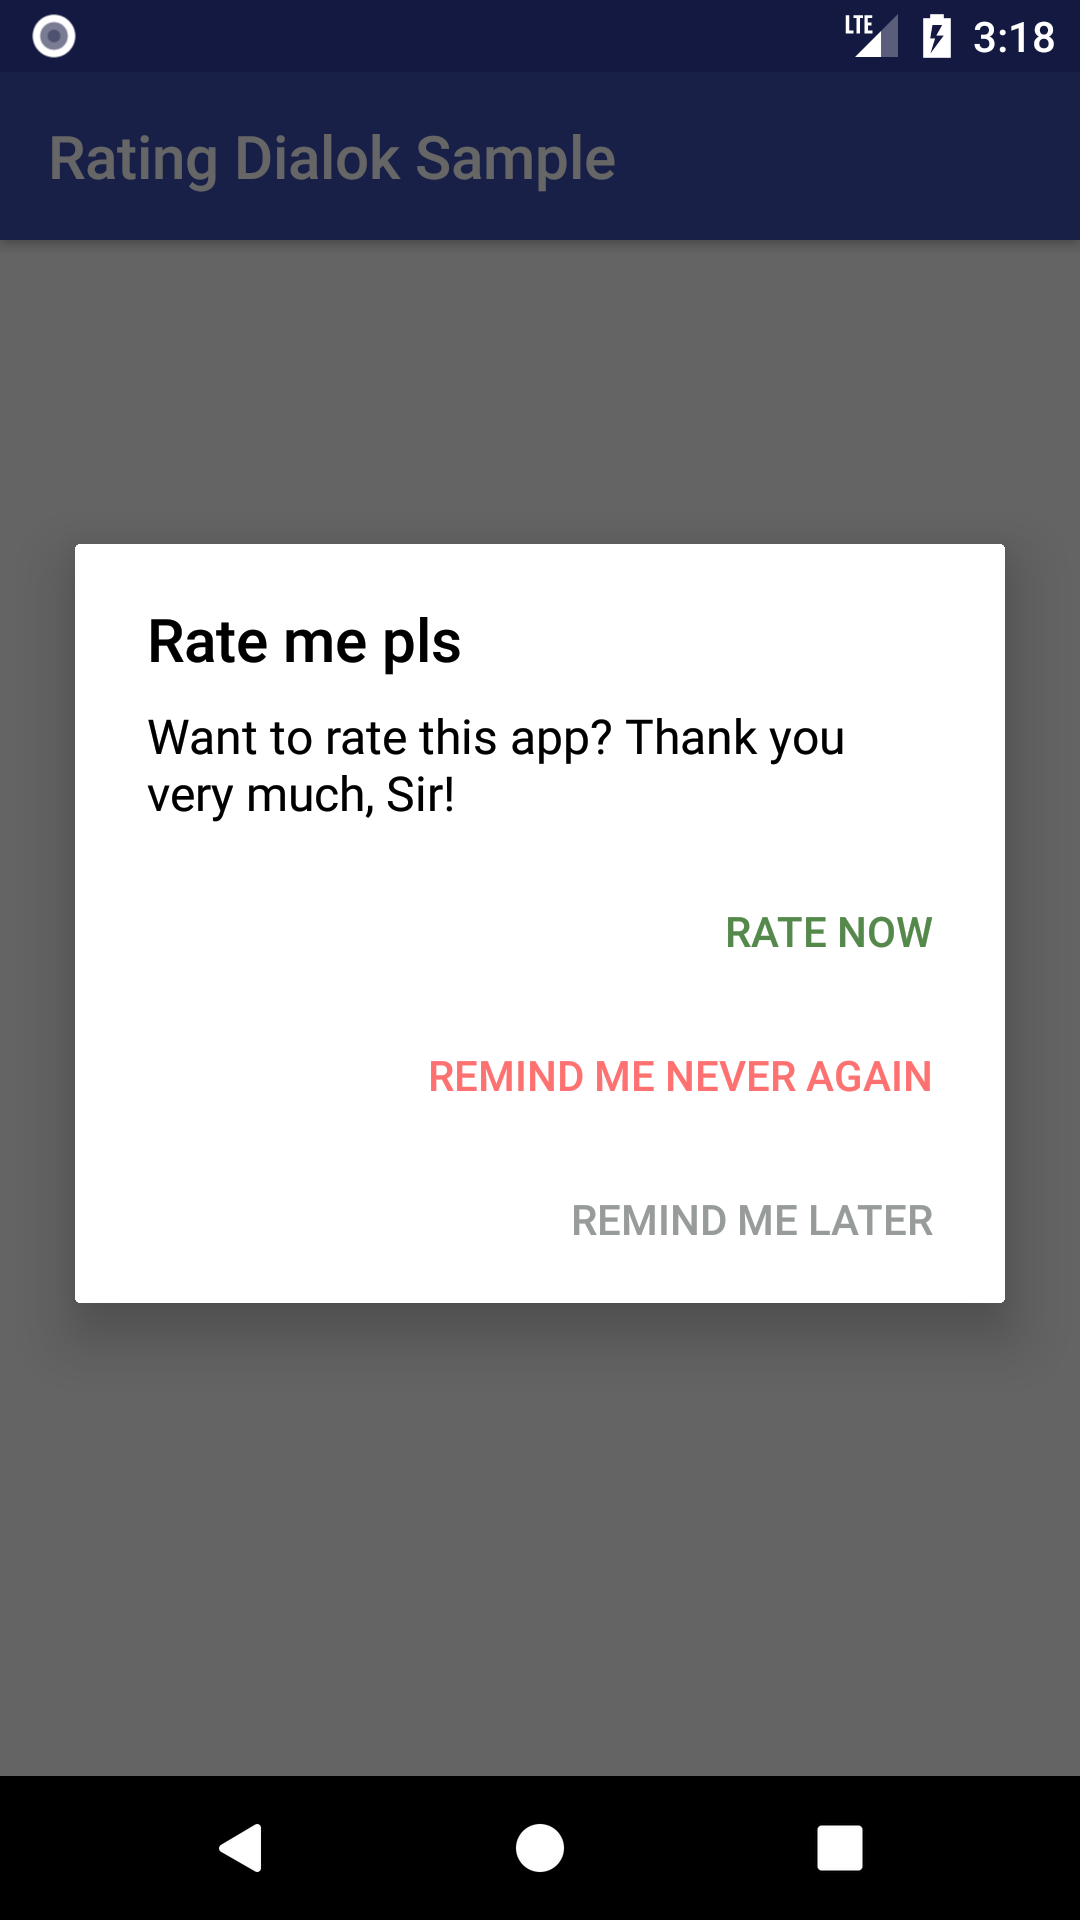 LTE 3:18
Rating Dialok Sample
Rate me pls
Want to rate this app? Thank you
very much, Sir!
RATE NOW
REMIND ME NEVER AGAIN
REMIND ME LATER